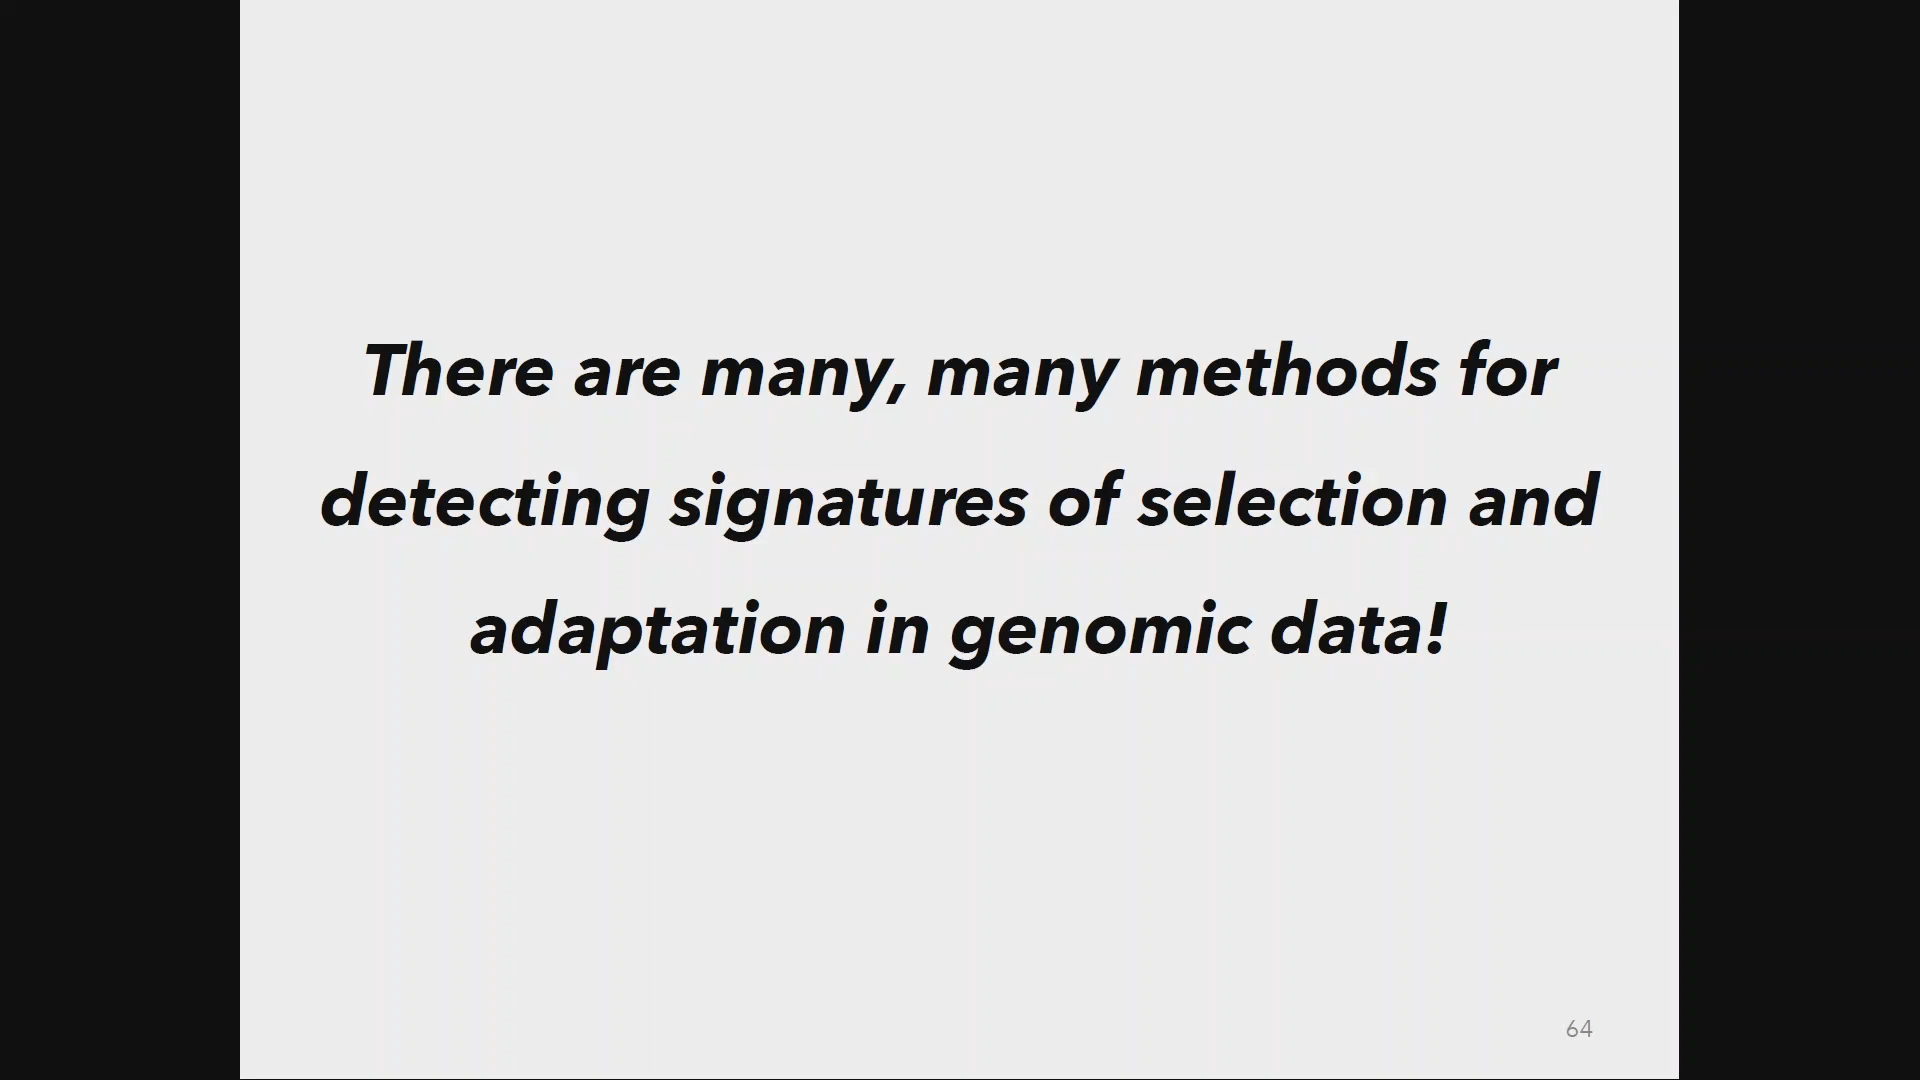 There are many, many methods for
detecting signatures of selection and
adaptation in genomic data!
64